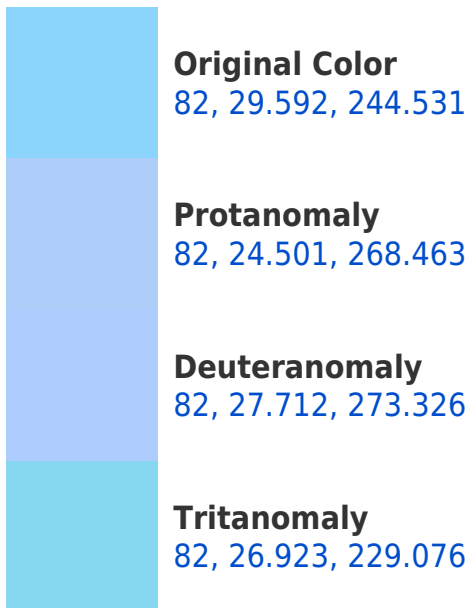 Original Color
82, 29.592, 244.531
Protanomaly
82, 24.501, 268.463
Deuteranomaly
82, 27.712, 273.326
Tritanomaly
82, 26.923, 229.076